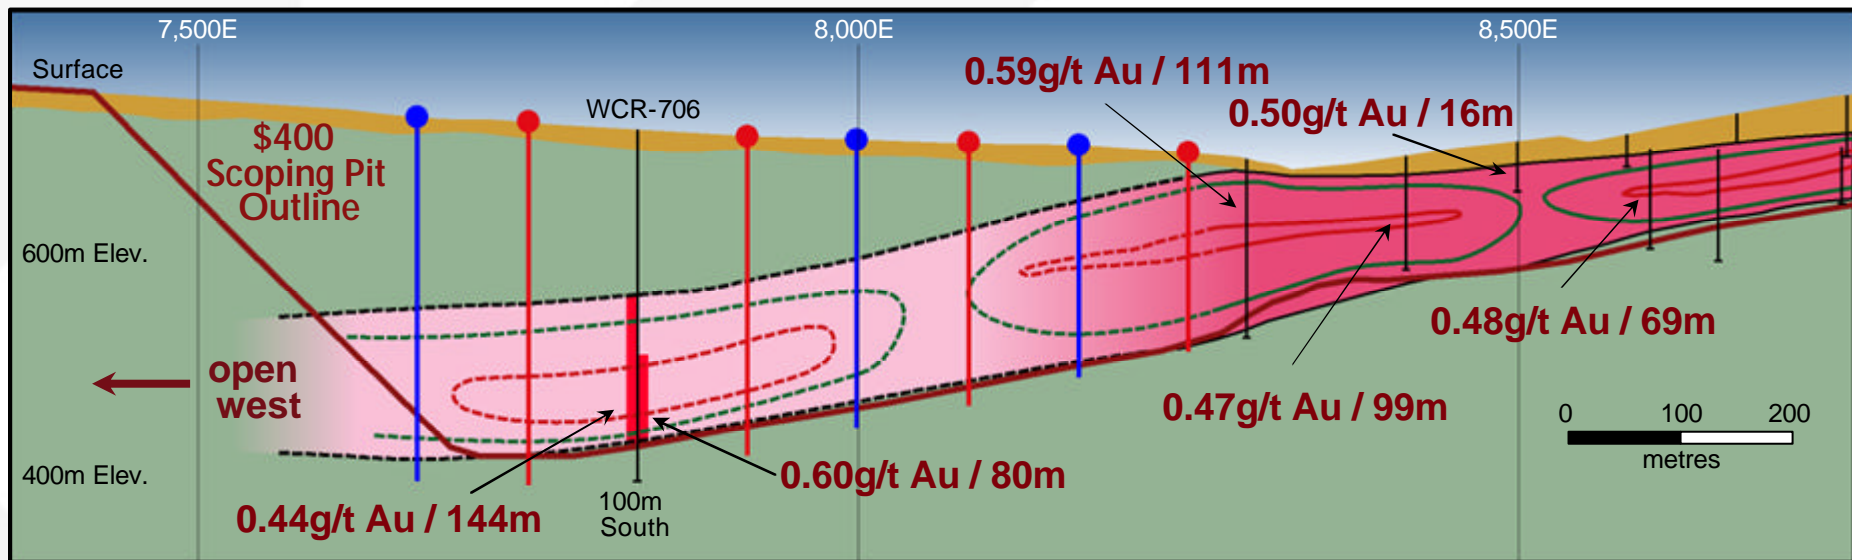 7,500E
8,000E
8,500E
Surface
0.59g/t Au / 111m
WCR-706
0.50g/t Au / 16m
$400
Scoping Pit
Outline
600m Elev.
0.48g/t Au / 69m
open
west
0.47g/t Au / 99m
0 100 200
metres
400m Elev.
0.60g/t Au / 80m
0.44g/t Au / 144m
100m
South